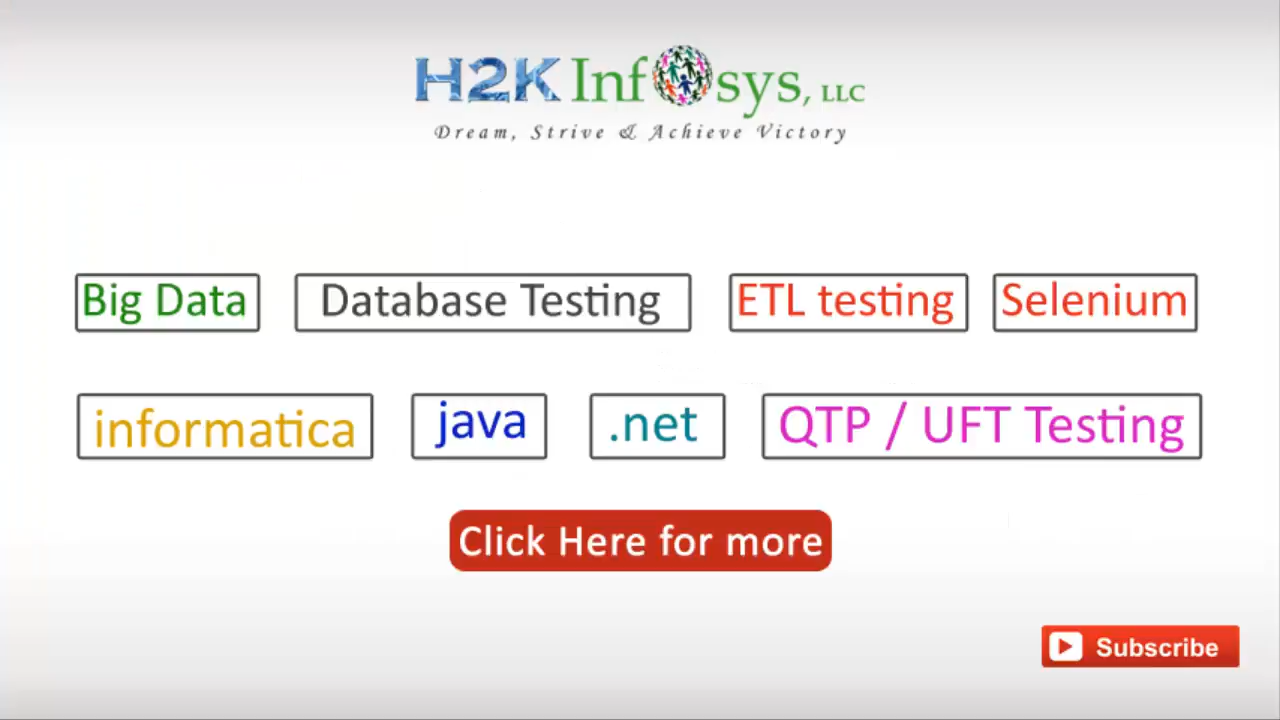 H2K Infosys, LLC
Dream, Strive & Achieve Victory
Big Data Database Testing ETL testing Selenium
informatica java .net QTP / UFT Testing
Click Here for more
Subscribe